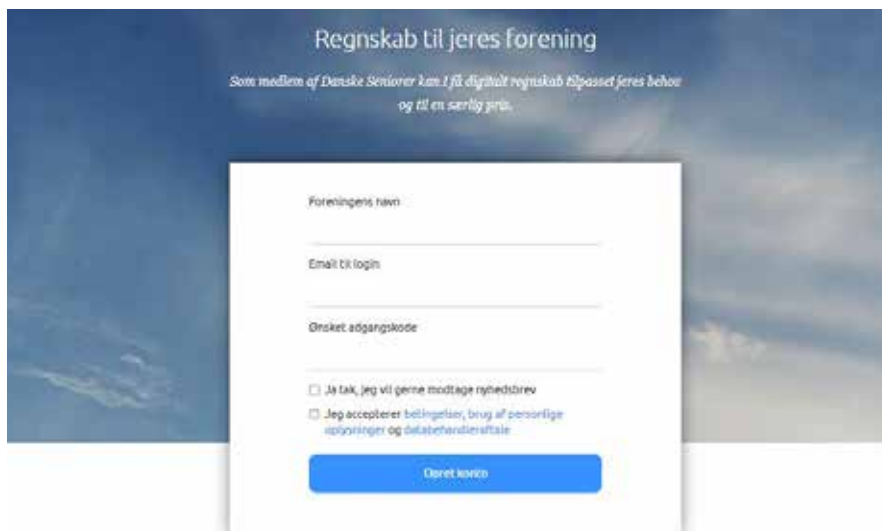 Regnskab til jeres forening
Som medlem af Danske Seniorer kan I få digitalt regnskab tilpasset jeres behov
og til en særlig pris.
Foreningens navn
Email til login
Ønsket adgangskode
Ja tak, jeg vil gerne modtage nyhedsbrev
Jeg accepterer betingelser, brug af personlige
oplysninger og databehandleraftale
Opret konto